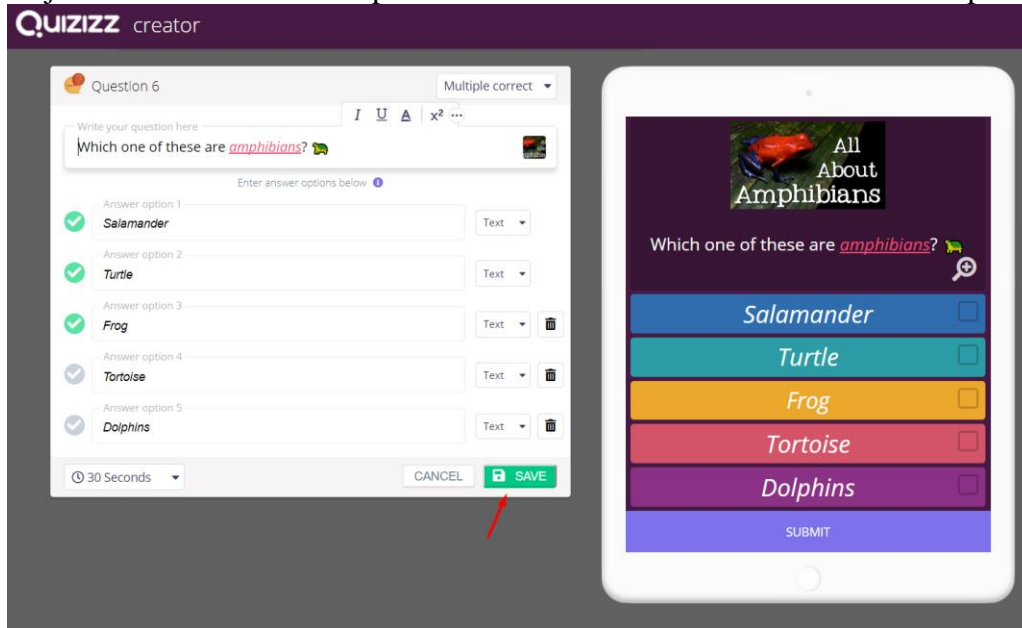 QUIZIZZ creator
Question 6
Multiple correct
I U A x² ...
Write your question here
Which one of these are amphibians? 🐢
Enter answer options below
Answer option 1
Salamander
Text
Answer option 2
Turtle
Text
Answer option 3
Frog
Text
Answer option 4
Tortoise
Text
Answer option 5
Dolphins
Text
30 Seconds
CANCEL
SAVE
All
About
Amphibians
Which one of these are amphibians? 🐢
Salamander
Turtle
Frog
Tortoise
Dolphins
SUBMIT